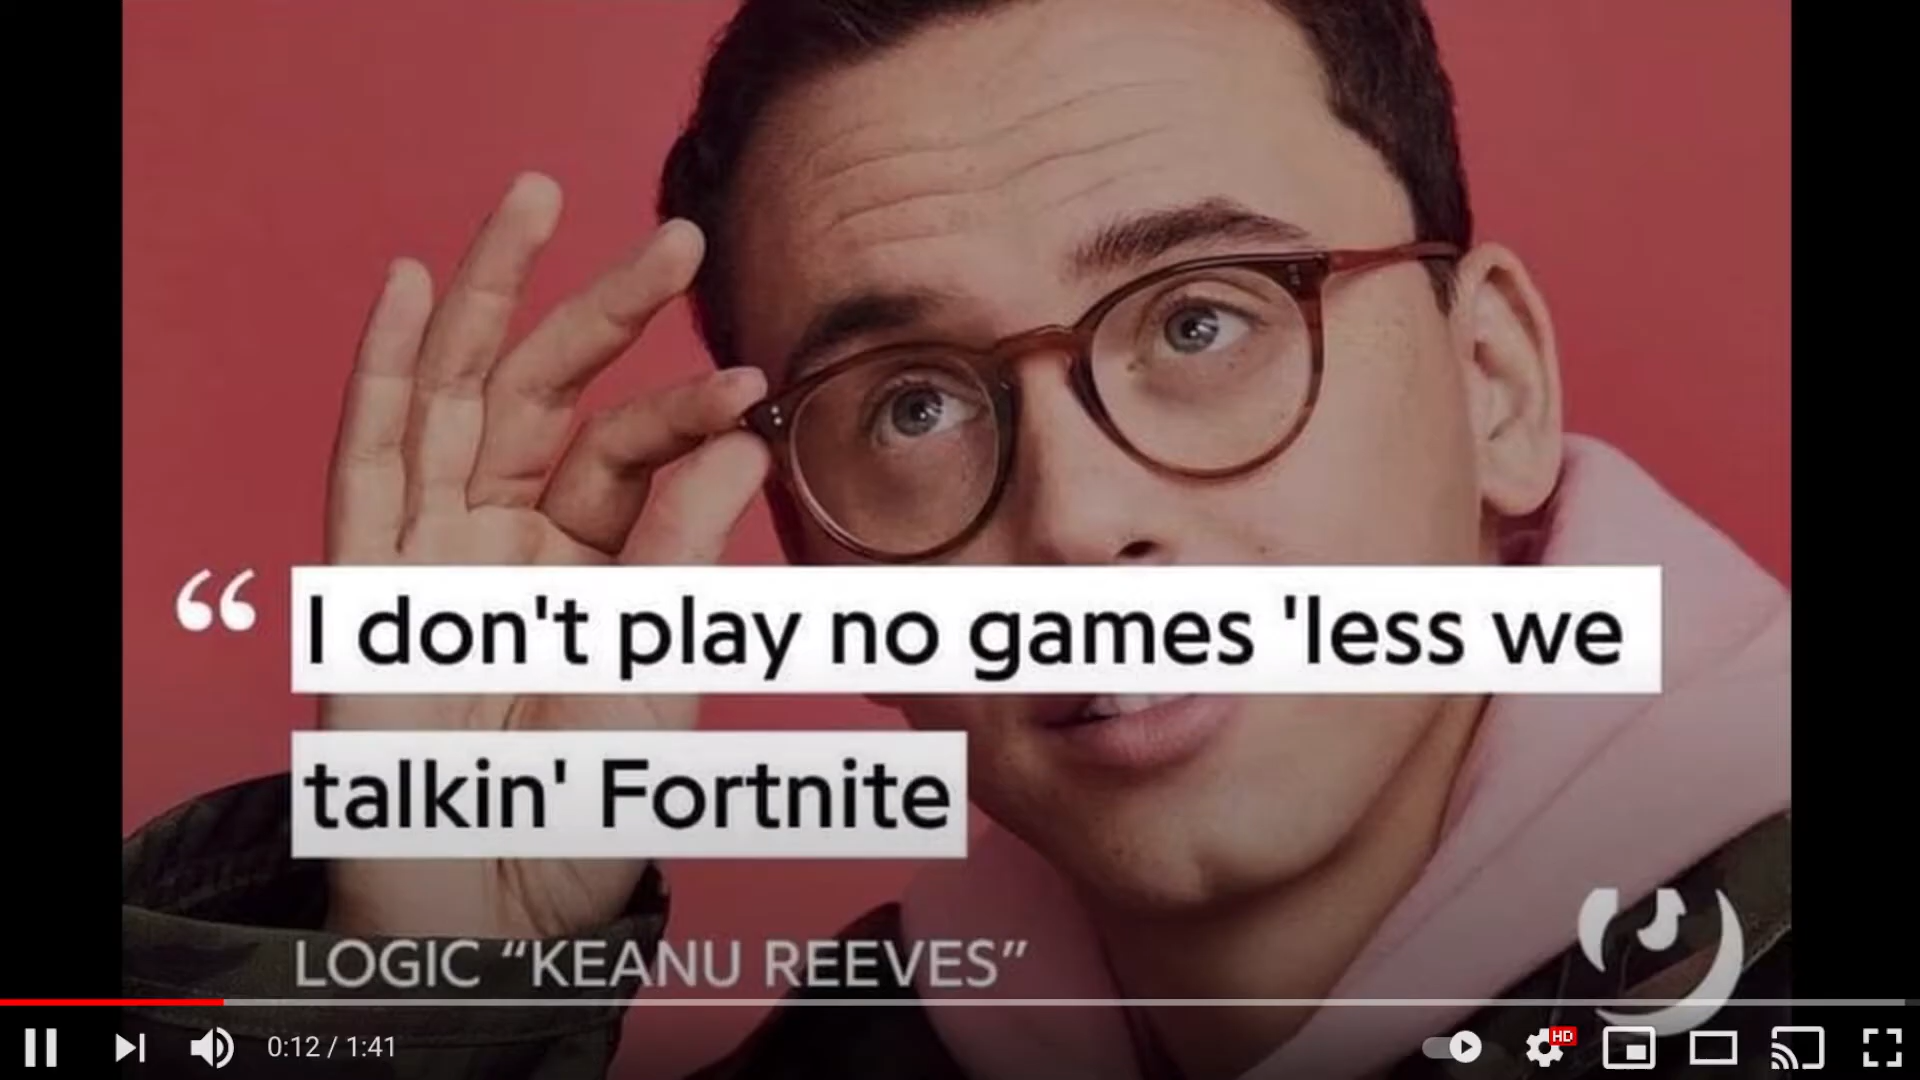 “ I don't play no games 'less we
talkin' Fortnite
LOGIC “KEANU REEVES”
0:12 / 1:41
HD